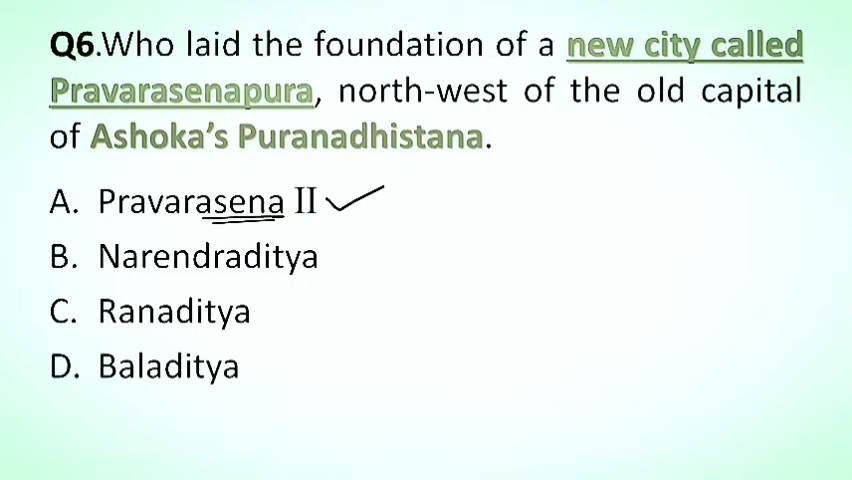 Q6.Who laid the foundation of a new city called
Pravarasenapura, north-west of the old capital
of Ashoka’s Puranadhistana.
A. Pravarasena II
B. Narendraditya
C. Ranaditya
D. Baladitya